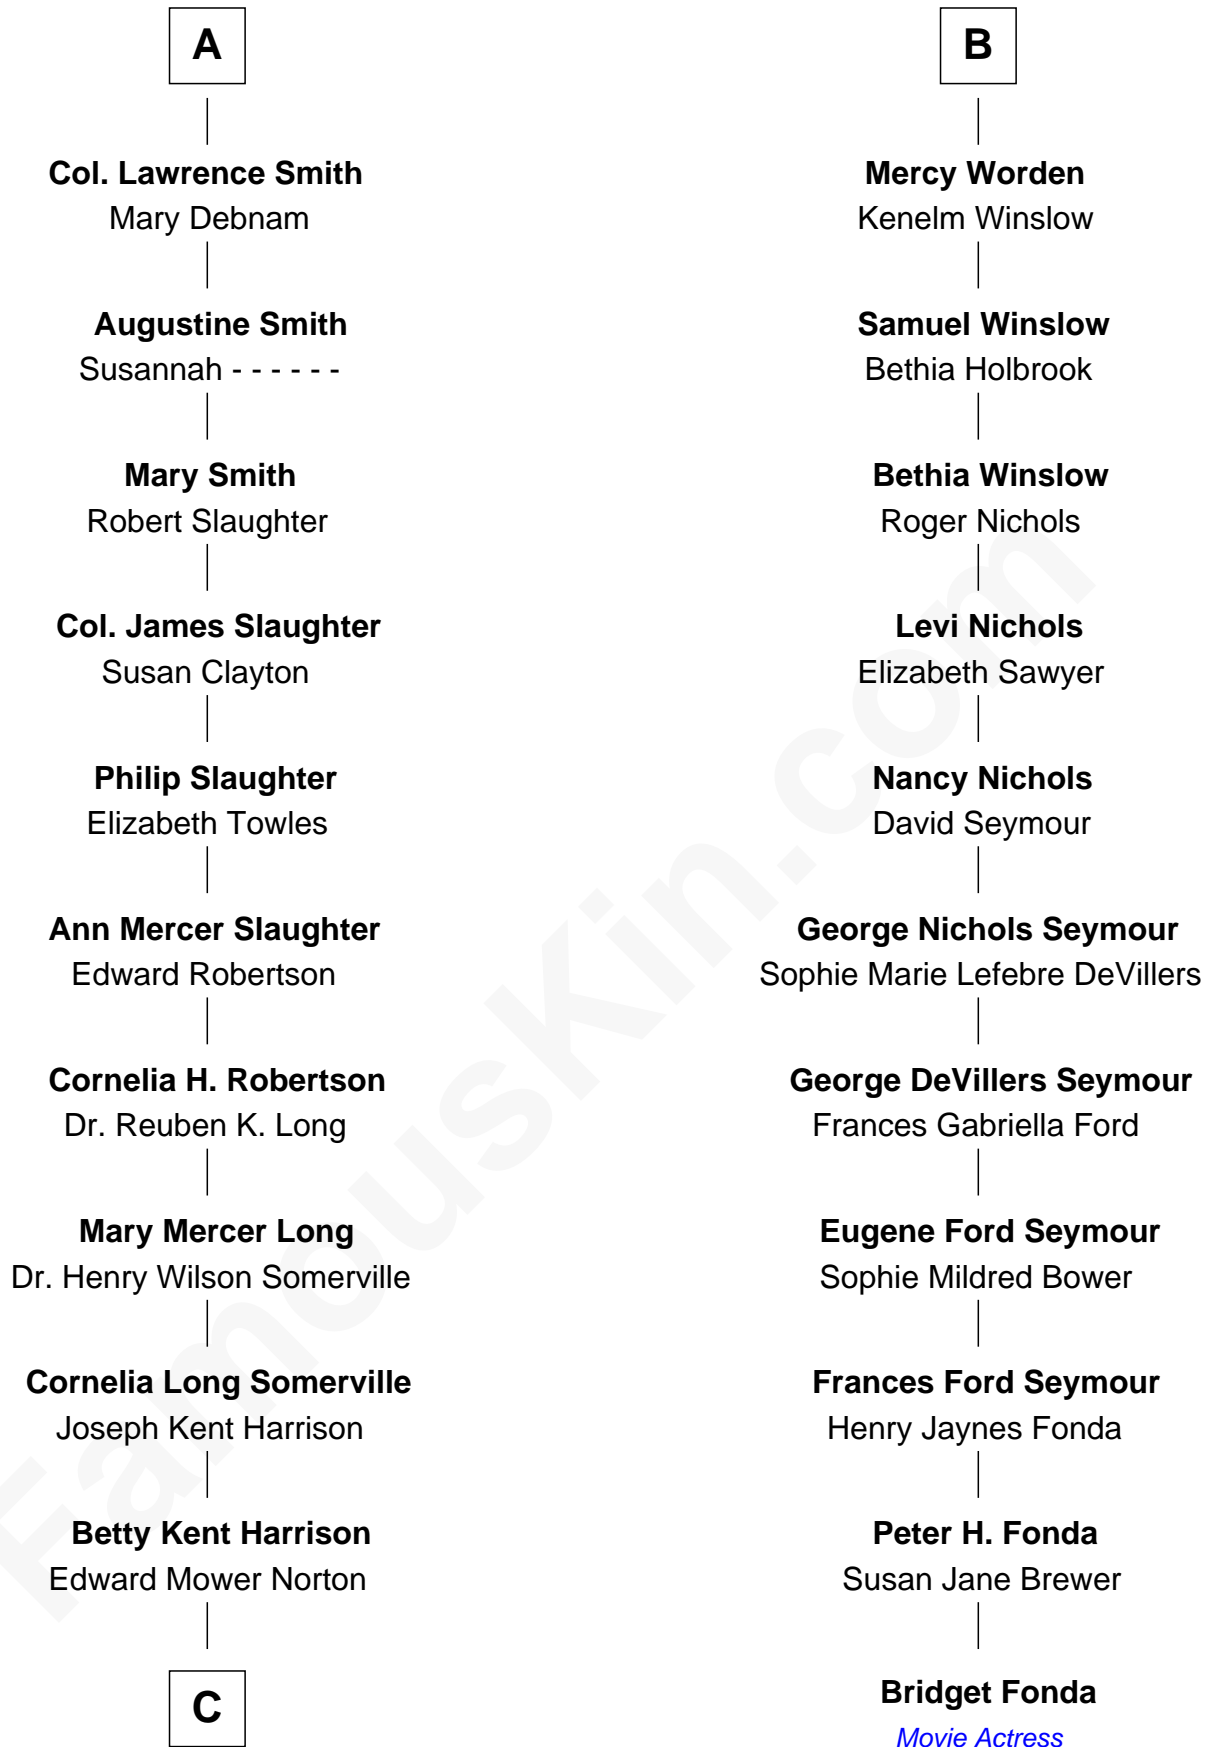 A
Col. Lawrence Smith
Mary Debnam
Augustine Smith
Susannah - - - - - -
Mary Smith
Robert Slaughter
Col. James Slaughter
Susan Clayton
Philip Slaughter
Elizabeth Towles
Ann Mercer Slaughter
Edward Robertson
Cornelia H. Robertson
Dr. Reuben K. Long
Mary Mercer Long
Dr. Henry Wilson Somerville
Cornelia Long Somerville
Joseph Kent Harrison
Betty Kent Harrison
Edward Mower Norton
C
B
Mercy Worden
Kenelm Winslow
Samuel Winslow
Bethia Holbrook
Bethia Winslow
Roger Nichols
Levi Nichols
Elizabeth Sawyer
Nancy Nichols
David Seymour
George Nichols Seymour
Sophie Marie Lefebre DeVillers
George DeVillers Seymour
Frances Gabriella Ford
Eugene Ford Seymour
Sophie Mildred Bower
Frances Ford Seymour
Henry Jaynes Fonda
Peter H. Fonda
Susan Jane Brewer
Bridget Fonda
Movie Actress
FamousKin.com